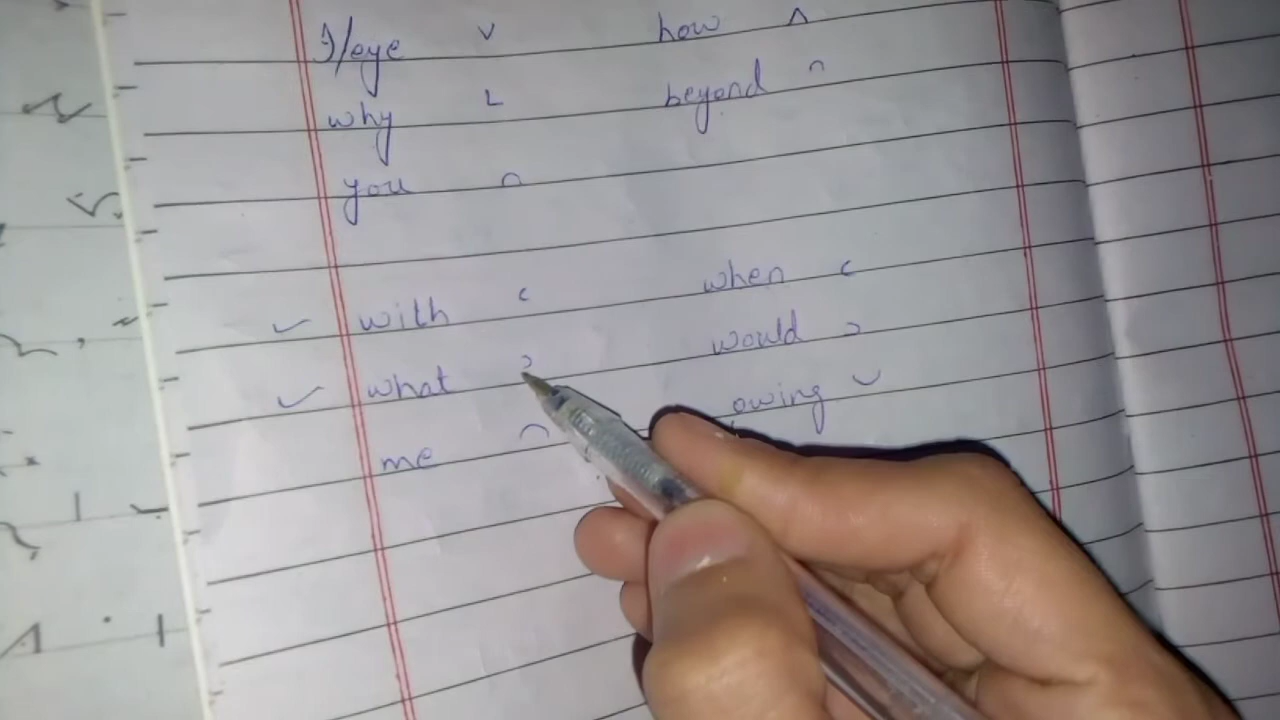 I/eye how
why beyond
you
with when
what would
me owing